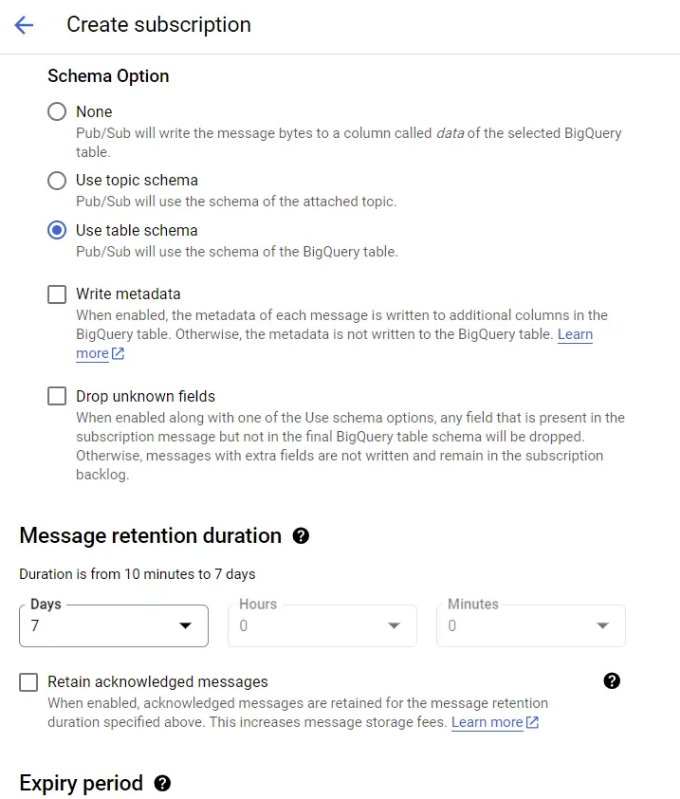 Create subscription
Schema Option
None
Pub/Sub will write the message bytes to a column called data of the selected BigQuery
table.
Use topic schema
Pub/Sub will use the schema of the attached topic.
Use table schema
Pub/Sub will use the schema of the BigQuery table.
Write metadata
When enabled, the metadata of each message is written to additional columns in the
BigQuery table. Otherwise, the metadata is not written to the BigQuery table. Learn
more
Drop unknown fields
When enabled along with one of the Use schema options, any field that is present in the
subscription message but not in the final BigQuery table schema will be dropped.
Otherwise, messages with extra fields are not written and remain in the subscription
backlog.
Message retention duration ?
Duration is from 10 minutes to 7 days
Days Hours Minutes
7 0 0
Retain acknowledged messages ?
When enabled, acknowledged messages are retained for the message retention
duration specified above. This increases message storage fees. Learn more
Expiry period ?